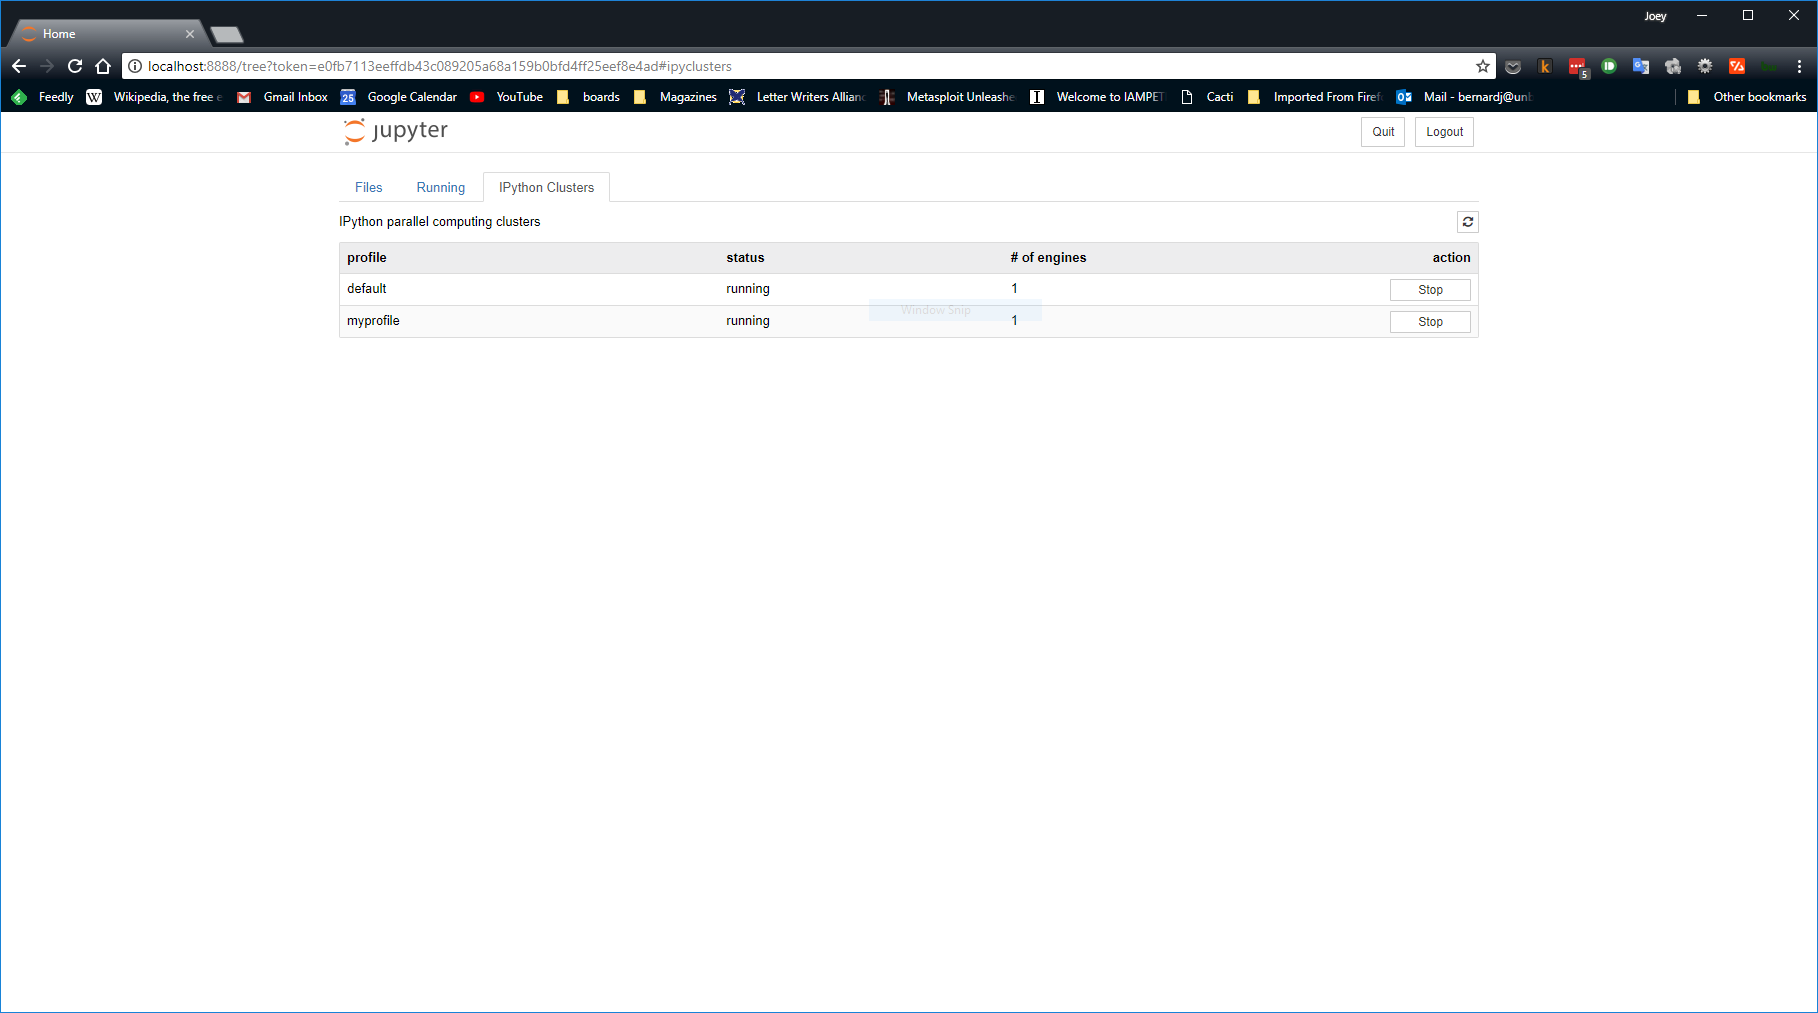 Joey
Home
localhost:8888/tree?token=e0fb7113eeffdb43c089205a68a159b0bfd4ff25eef8e4ad#ipyclusters
k
5
Feedly W Wikipedia, the free e Gmail Inbox 25 Google Calendar YouTube boards Magazines Letter Writers Allianc Metasploit Unleashe I Welcome to IAMPET Cacti Imported From Firef Mail - bernardj@unb Other bookmarks
jupyter Quit Logout
Files Running IPython Clusters
IPython parallel computing clusters
profile status # of engines action
default running 1 Stop
Window Snip
myprofile running 1 Stop